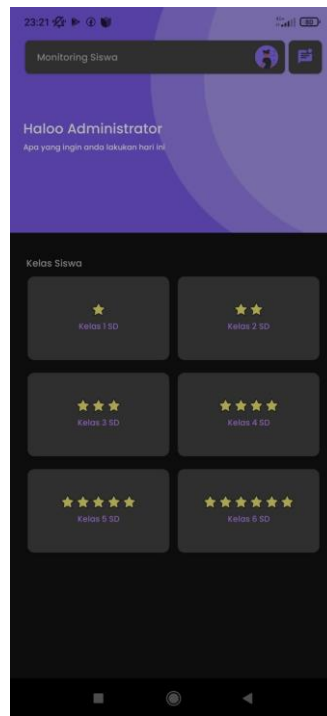 23:21
Monitoring Siswa
Haloo Administrator
Apa yang ingin anda lakukan hari ini
Kelas Siswa
Kelas 1 SD
Kelas 2 SD
Kelas 3 SD
Kelas 4 SD
Kelas 5 SD
Kelas 6 SD